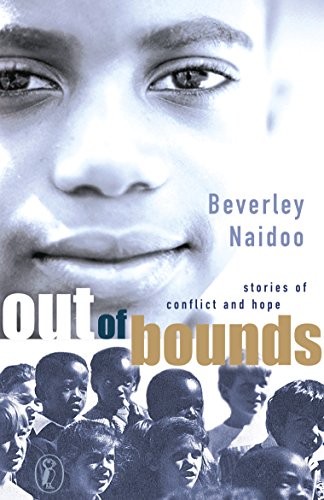 Beverley
Naidoo
stories of
conflict and hope
out of
bounds